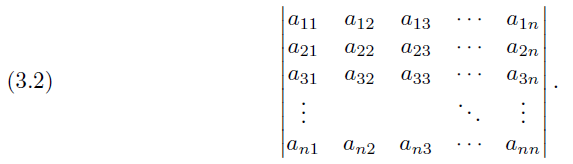 a₁₁ a₁₂ a₁₃ ⋯ a₁ₙ
a₂₁ a₂₂ a₂₃ ⋯ a₂ₙ
(3.2) a₃₁ a₃₂ a₃₃ ⋯ a₃ₙ .
⋮ ⋱ ⋮
aₙ₁ aₙ₂ aₙ₃ ⋯ aₙₙ